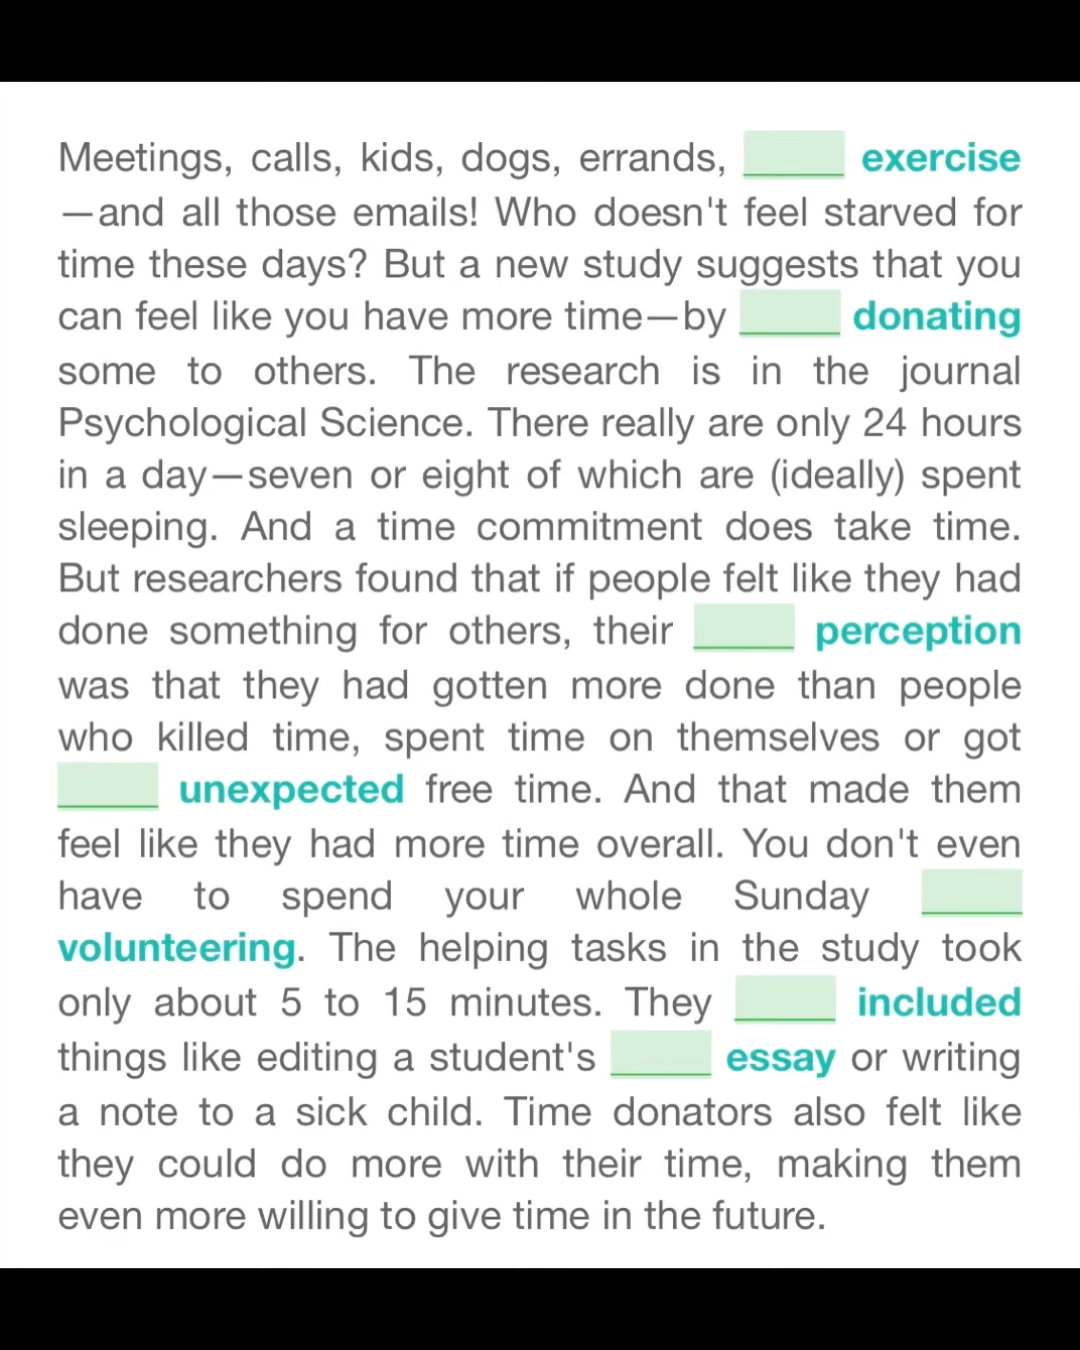 Meetings, calls, kids, dogs, errands, exercise
—and all those emails! Who doesn't feel starved for
time these days? But a new study suggests that you
can feel like you have more time—by donating
some to others. The research is in the journal
Psychological Science. There really are only 24 hours
in a day—seven or eight of which are (ideally) spent
sleeping. And a time commitment does take time.
But researchers found that if people felt like they had
done something for others, their perception
was that they had gotten more done than people
who killed time, spent time on themselves or got
unexpected free time. And that made them
feel like they had more time overall. You don't even
have to spend your whole Sunday
volunteering. The helping tasks in the study took
only about 5 to 15 minutes. They included
things like editing a student's essay or writing
a note to a sick child. Time donators also felt like
they could do more with their time, making them
even more willing to give time in the future.